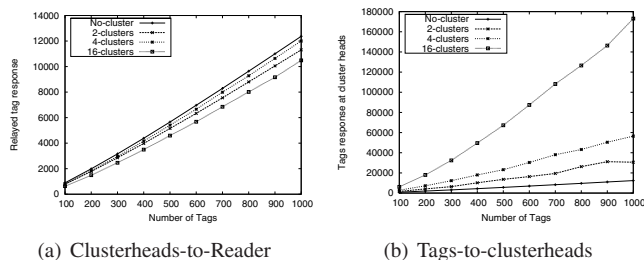 No-cluster
2-clusters
4-clusters
16-clusters
14000
12000
10000
8000
6000
4000
2000
0
Relayed tag response
100 200 300 400 500 600 700 800 900 1000
Number of Tags
(a) Clusterheads-to-Reader
No-cluster
2-clusters
4-clusters
16-clusters
180000
160000
140000
120000
100000
80000
60000
40000
20000
0
Tags response at cluster heads
100 200 300 400 500 600 700 800 900 1000
Number of Tags
(b) Tags-to-clusterheads